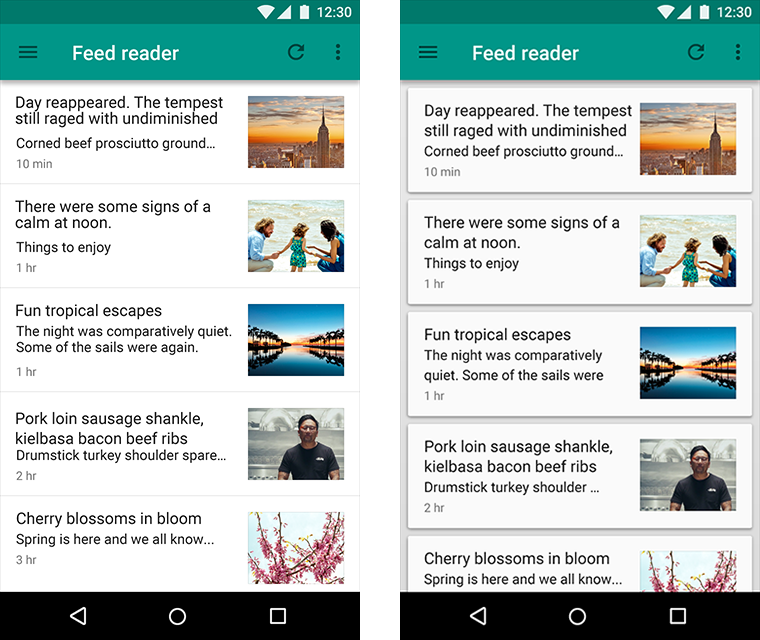 12:30
Feed reader
Day reappeared. The tempest
still raged with undiminished
Corned beef prosciutto ground...
10 min
There were some signs of a
calm at noon.
Things to enjoy
1 hr
Fun tropical escapes
The night was comparatively quiet.
Some of the sails were again.
1 hr
Pork loin sausage shankle,
kielbasa bacon beef ribs
Drumstick turkey shoulder spare...
2 hr
Cherry blossoms in bloom
Spring is here and we all know...
3 hr
12:30
Feed reader
Day reappeared. The tempest
still raged with undiminished
Corned beef prosciutto ground...
10 min
There were some signs of a
calm at noon.
Things to enjoy
1 hr
Fun tropical escapes
The night was comparatively
quiet. Some of the sails were
1 hr
Pork loin sausage shankle,
kielbasa bacon beef ribs
Drumstick turkey shoulder ...
2 hr
Cherry blossoms in bloom
Spring is here and we all know...